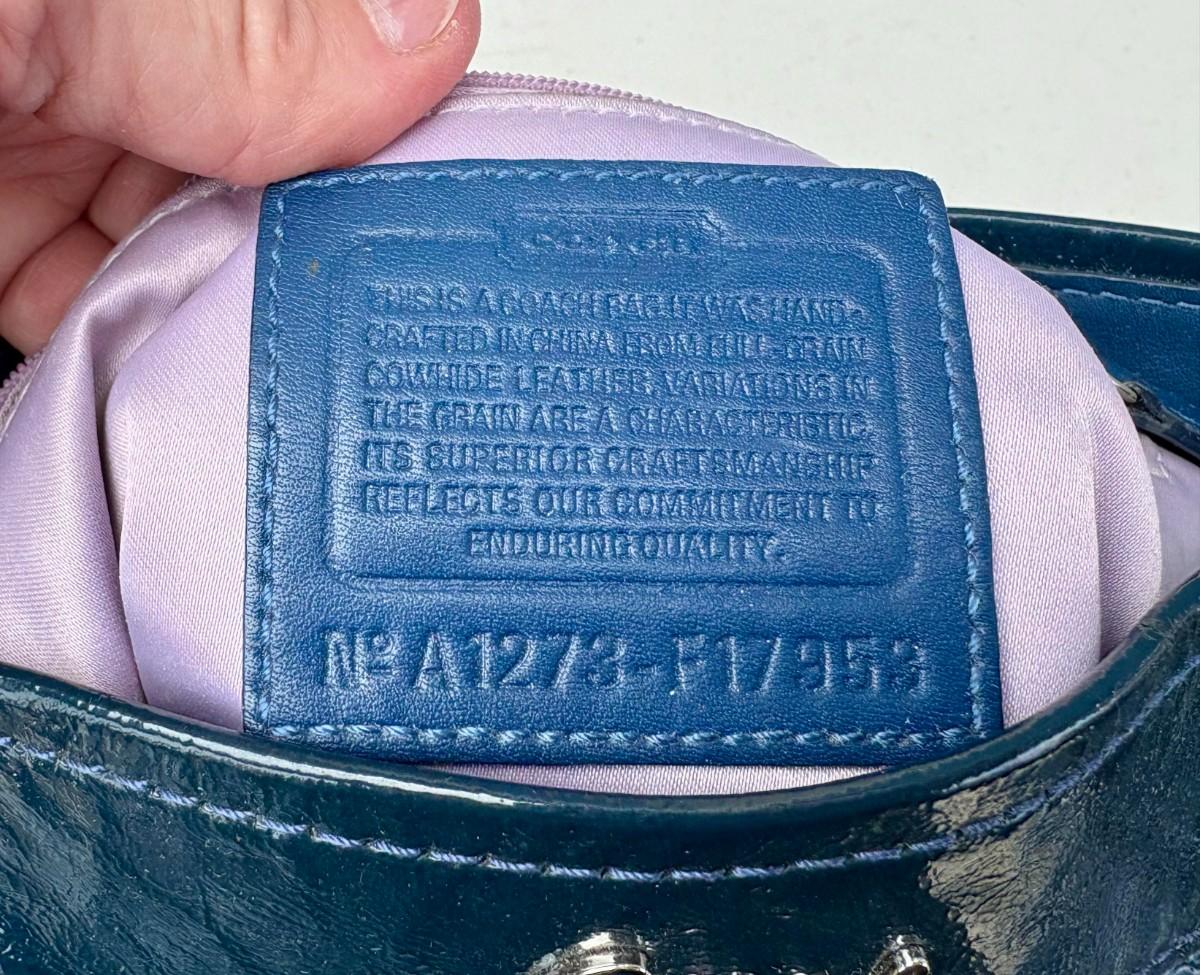 COACH
THIS IS A COACH BAG. IT WAS HAND-
CRAFTED IN CHINA FROM FULL-GRAIN
COWHIDE LEATHER. VARIATIONS IN
THE GRAIN ARE A CHARACTERISTIC.
ITS SUPERIOR CRAFTSMANSHIP
REFLECTS OUR COMMITMENT TO
ENDURING QUALITY.
Nº A1273-F17953